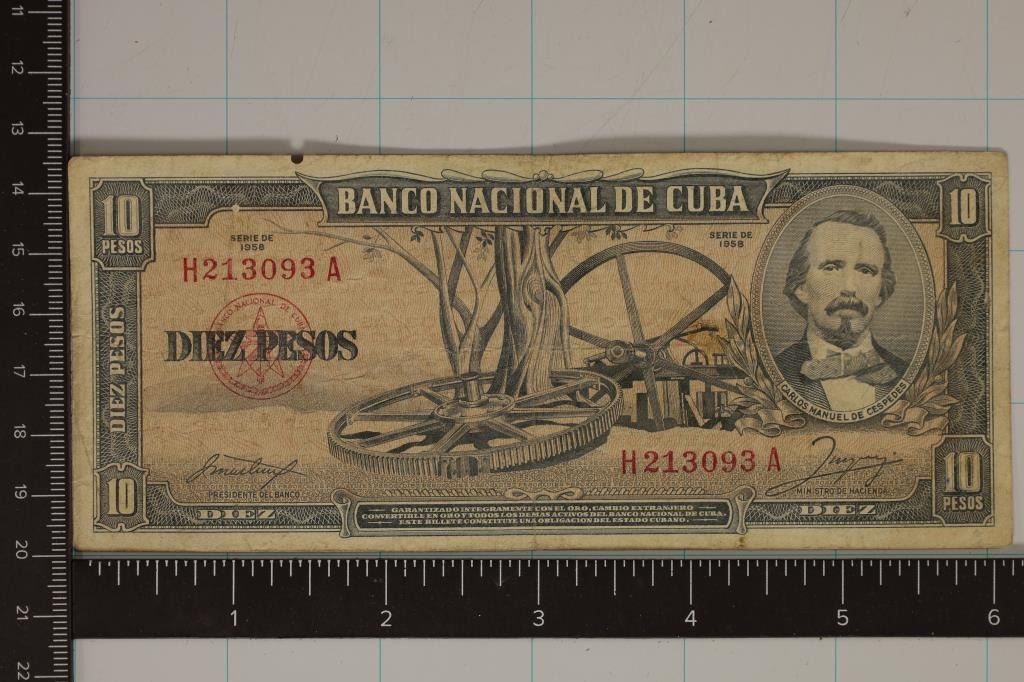 BANCO NACIONAL DE CUBA
10
PESOS
10
SERIE DE
1958
SERIE DE
1958
H213093 A
BANCO NACIONAL DE CUBA
DIEZ PESOS
DIEZ PESOS
CARLOS MANUEL DE CESPEDES
H213093 A
PRESIDENTE DEL BANCO
MINISTRO DE HACIENDA
10
DIEZ
GARANTIZADO INTEGRAMENTE CON EL ORO, CAMBIO EXTRANJERO
CONVERTIBLE EN ORO Y TODOS LOS DEMAS ACTIVOS DEL BANCO NACIONAL DE CUBA.
ESTE BILLETE CONSTITUYE UNA OBLIGACION DEL ESTADO CUBANO.
DIEZ
10
PESOS
11
12
13
14
15
16
17
18
19
20
21
22
1 2 3 4 5 6